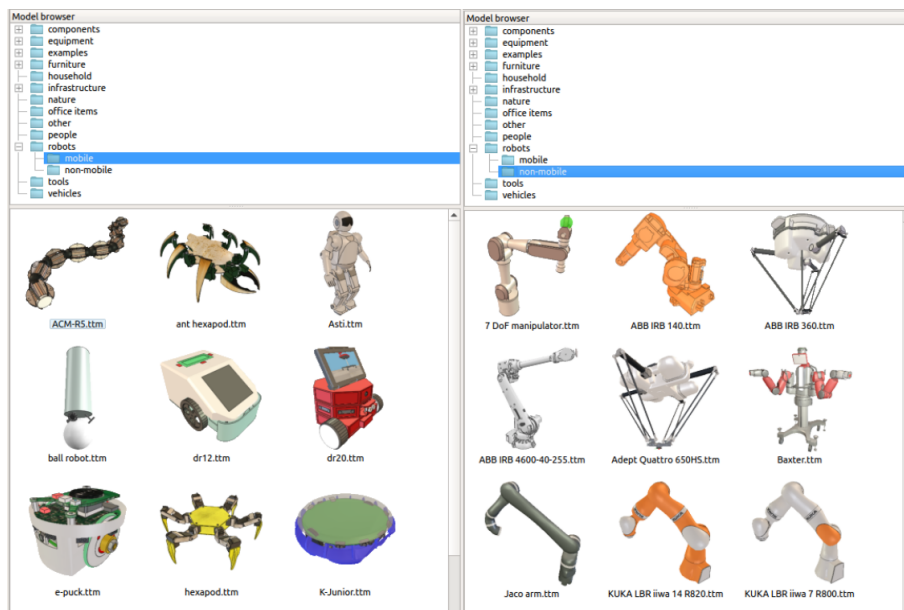 Model browser
components
equipment
examples
furniture
household
infrastructure
nature
office items
other
people
robots
mobile
non-mobile
tools
vehicles
ACM-R5.ttm ant hexapod.ttm Asti.ttm
ball robot.ttm dr12.ttm dr20.ttm
e-puck.ttm hexapod.ttm K-Junior.ttm
Model browser
components
equipment
examples
furniture
household
infrastructure
nature
office items
other
people
robots
mobile
non-mobile
tools
vehicles
7 DoF manipulator.ttm ABB IRB 140.ttm ABB IRB 360.ttm
ABB IRB 4600-40-255.ttm Adept Quattro 650HS.ttm Baxter.ttm
Jaco arm.ttm KUKA LBR iiwa 14 R820.ttm KUKA LBR iiwa 7 R800.ttm